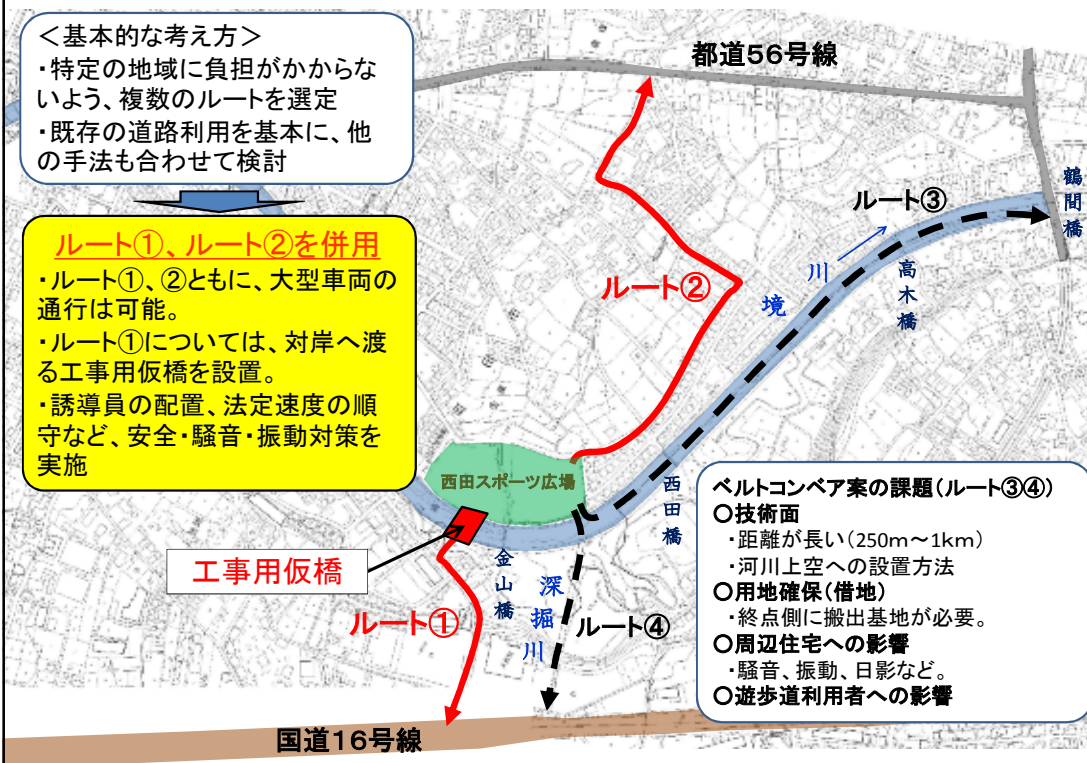 <基本的な考え方>
・特定の地域に負担がかからな
いよう、複数のルートを選定
・既存の道路利用を基本に、他
の手法も合わせて検討
ルート①、ルート②を併用
・ルート①、②ともに、大型車両の
通行は可能。
・ルート①については、対岸へ渡
る工事用仮橋を設置。
・誘導員の配置、法定速度の順
守など、安全・騒音・振動対策を
実施
都道56号線
鶴間橋
ルート③
高木橋
境川
ルート②
西田スポーツ広場
西田橋
工事用仮橋
金山橋
深堀川
ルート①
ルート④
国道16号線
ベルトコンベア案の課題(ルート③④)
○技術面
・距離が長い(250m~1km)
・河川上空への設置方法
○用地確保(借地)
・終点側に搬出基地が必要。
○周辺住宅への影響
・騒音、振動、日影など。
○遊歩道利用者への影響